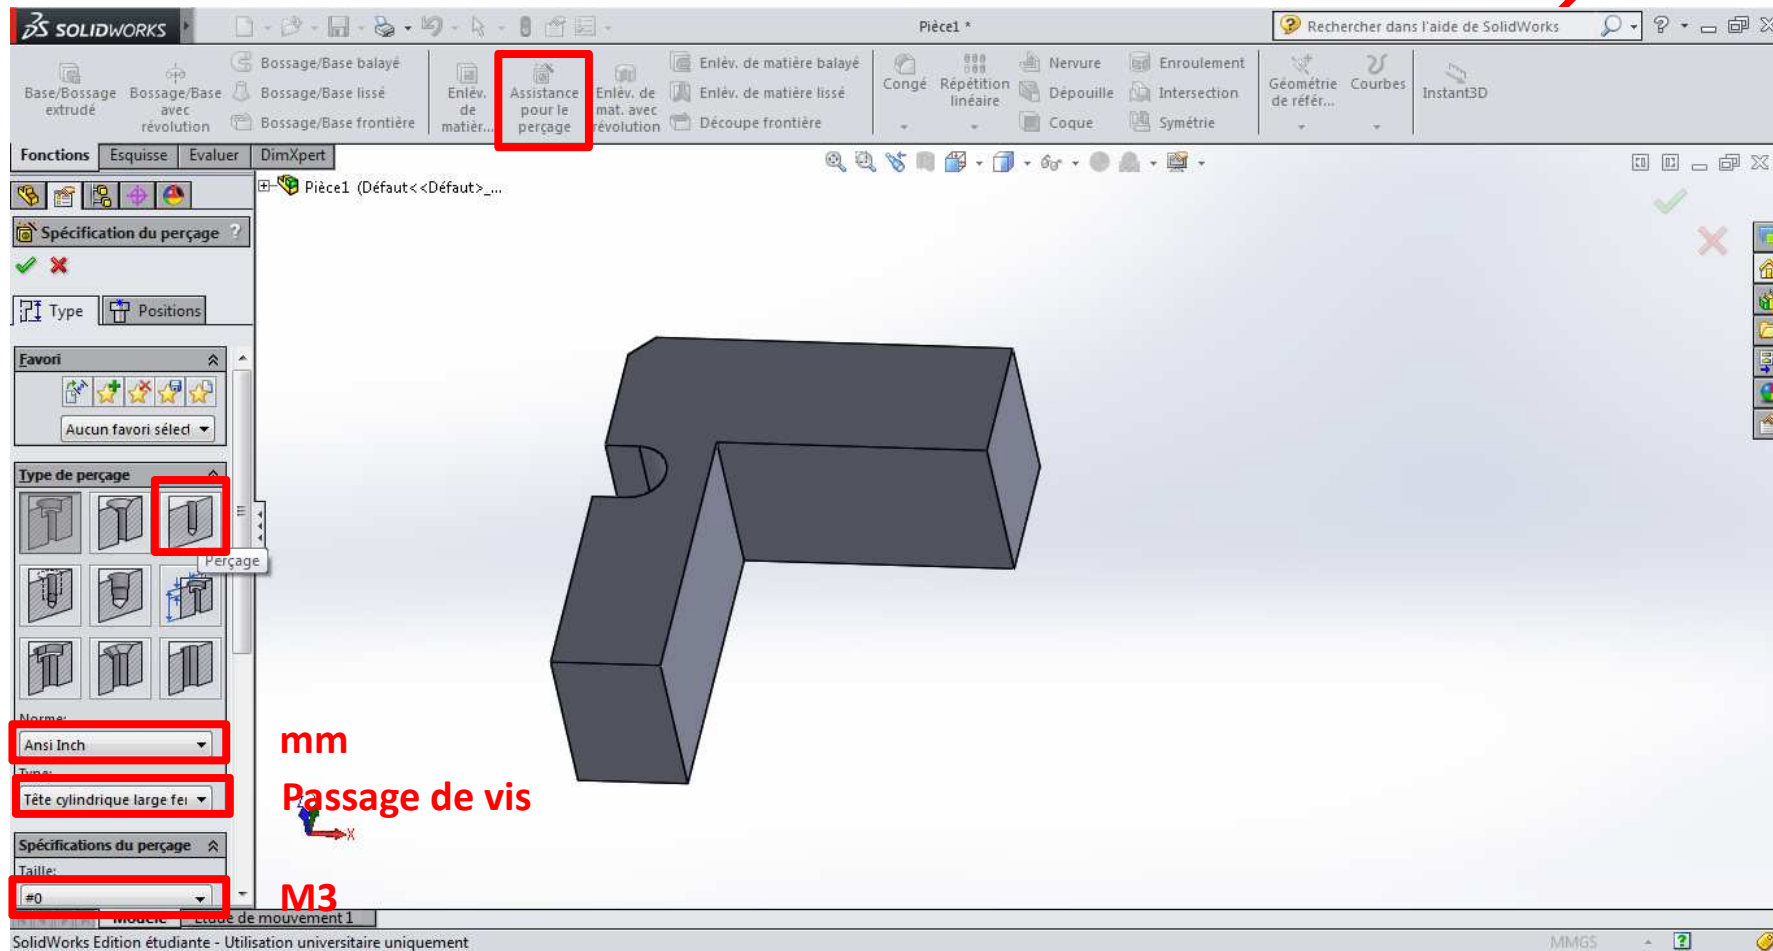 SOLIDWORKS
Pièce1 *
Rechercher dans l'aide de SolidWorks
Base/Bossage extrudé
Bossage/Base avec révolution
Bossage/Base balayé
Bossage/Base lissé
Bossage/Base frontière
Enlèv. de matièr...
Assistance pour le perçage
Enlèv. de mat. avec révolution
Enlèv. de matière balayé
Enlèv. de matière lissé
Découpe frontière
Congé
Répétition linéaire
Nervure
Dépouille
Coque
Enroulement
Intersection
Symétrie
Géométrie de référ...
Courbes
Instant3D
Fonctions Esquisse Evaluer DimXpert
Pièce1 (Défaut<<Défaut>_...
Spécification du perçage ?
Type Positions
Favori
Aucun favori sélect
Type de perçage
Perçage
Norme:
Ansi Inch
mm
Type:
Tête cylindrique large fer
Passage de vis
X
Spécifications du perçage
Taille:
#0
M3
Modèle Etude de mouvement 1
SolidWorks Edition étudiante - Utilisation universitaire uniquement
MMGS